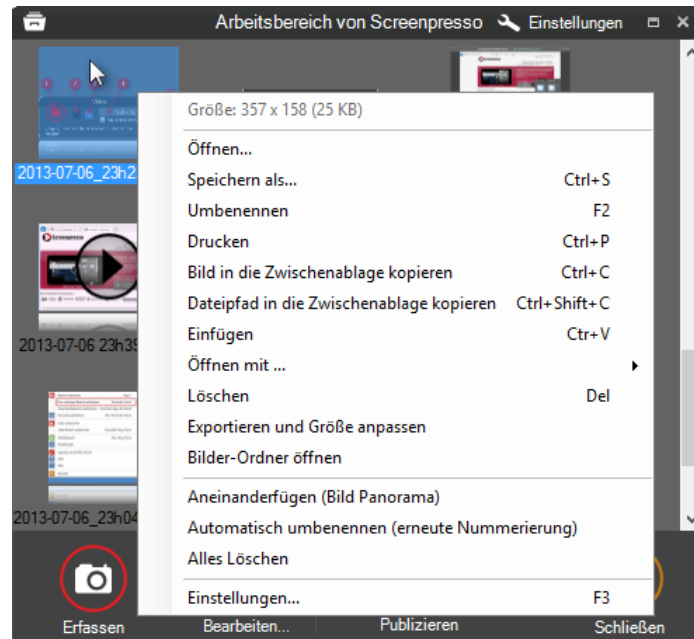 Arbeitsbereich von Screenpresso Einstellungen
2013-07-06_23h2
2013-07-06 23h39
2013-07-06_23h04
Größe: 357 x 158 (25 KB)
Öffnen...
Speichern als... Ctrl+S
Umbenennen F2
Drucken Ctrl+P
Bild in die Zwischenablage kopieren Ctrl+C
Dateipfad in die Zwischenablage kopieren Ctrl+Shift+C
Einfügen Ctr+V
Öffnen mit ...
Löschen Del
Exportieren und Größe anpassen
Bilder-Ordner öffnen
Aneinanderfügen (Bild Panorama)
Automatisch umbenennen (erneute Nummerierung)
Alles Löschen
Einstellungen... F3
Erfassen Bearbeiten... Publizieren Schließen